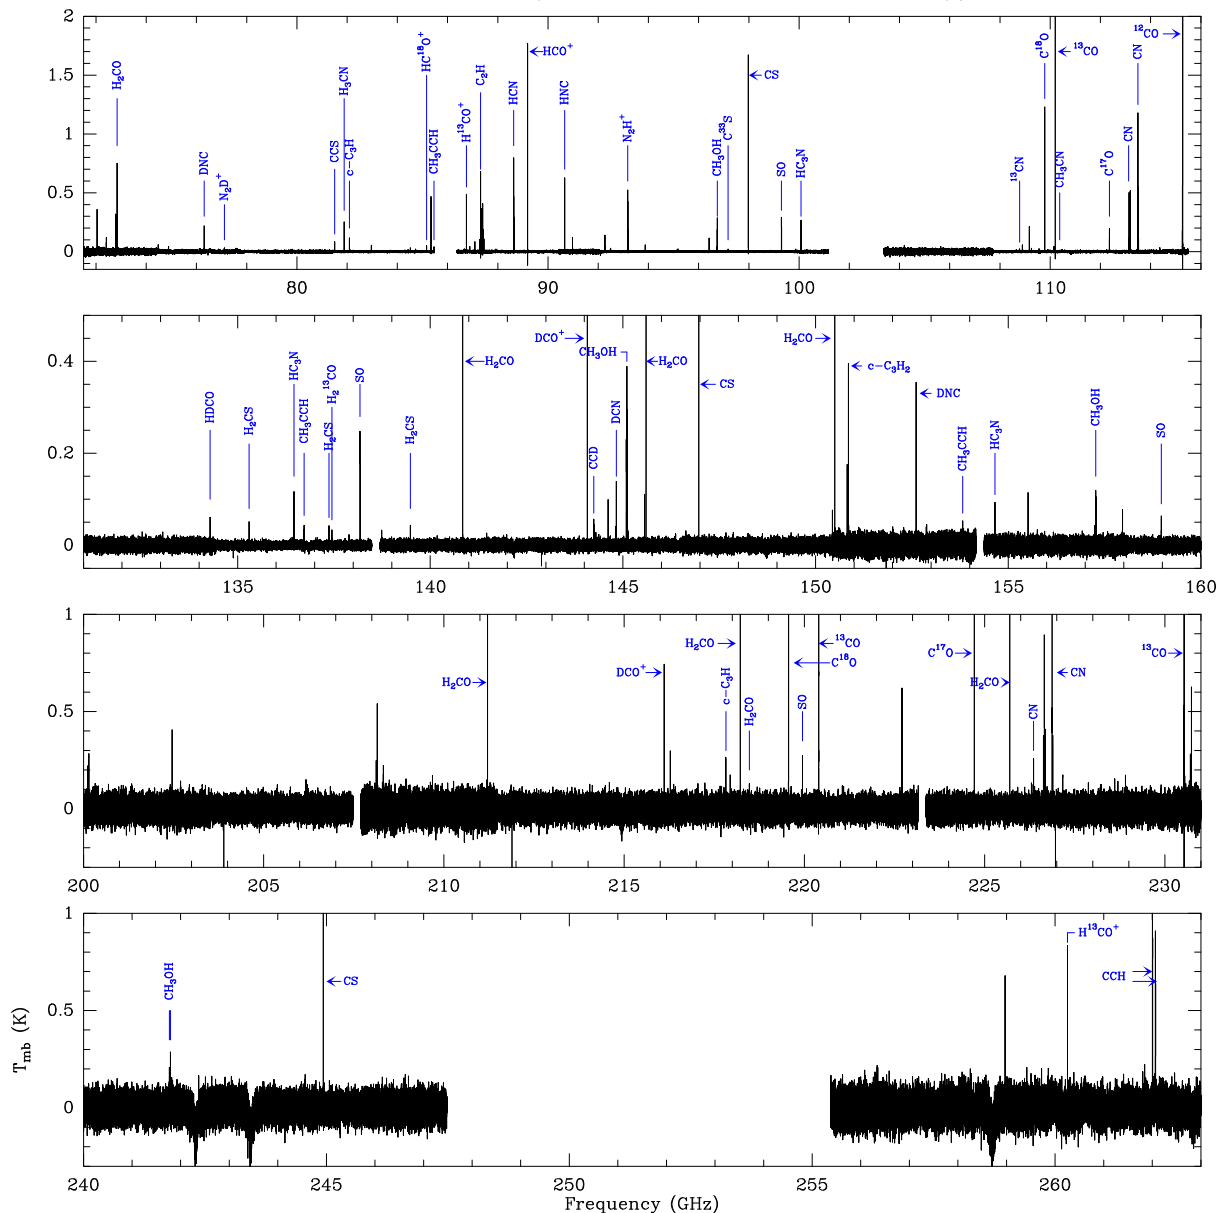 2
1.5
1
0.5
0
H₂CO
DNC
N₂D⁺
CCS
H₃CN
c-C₃H
HC¹⁸O⁺
CH₃CCH
H¹³CO⁺
C₂H
HCN
HCO⁺
HNC
N₂H⁺
CH₃OH
C³³S
CS
SO
HC₃N
¹³CN
C¹⁸O
¹³CO
CH₃CN
C¹⁷O
CN
CN
¹²CO
80
90
100
110
0.4
0.2
0
HDCO
H₂CS
HC₃N
CH₃CCH
H₂CS
H₂¹³CO
SO
H₂CS
H₂CO
DCO⁺
CCD
DCN
CH₃OH
H₂CO
CS
H₂CO
c-C₃H₂
DNC
CH₃CCH
HC₃N
CH₃OH
SO
135
140
145
150
155
160
1
0.5
0
H₂CO
DCO⁺
c-C₃H
H₂CO
H₂CO
C¹⁸O
SO
¹³CO
C¹⁷O
H₂CO
CN
CN
¹³CO
200
205
210
215
220
225
230
1
0.5
0
T_mb (K)
CH₃OH
CS
H¹³CO⁺
CCH
240
245
250
255
260
Frequency (GHz)